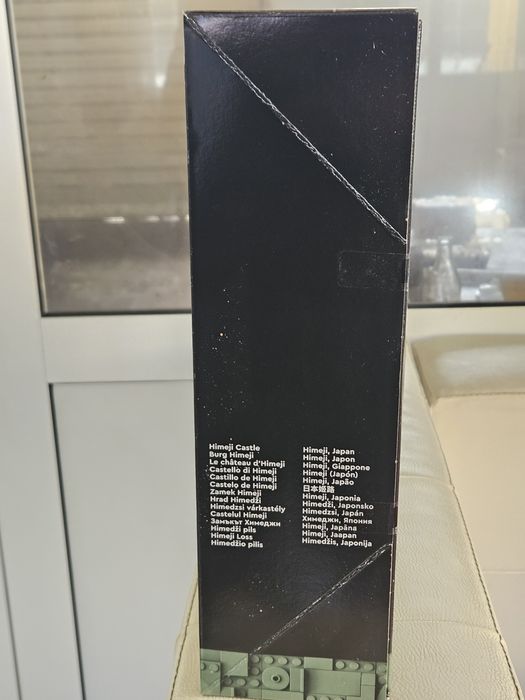 Himeji Castle
Burg Himeji
Le château d'Himeji
Castello di Himeji
Castillo de Himeji
Castelo de Himeji
Zamek Himeji
Hrad Himedži
Himedzsi várkastély
Castelul Himeji
Замъкът Химеджи
Himedži pils
Himeji Loss
Himedžio pilis
Himeji, Japan
Himeji, Japon
Himeji, Giappone
Himeji (Japón)
Himeji, Japão
日本姬路
Himeji, Japonia
Himedži, Japonsko
Himedzsi, Japán
Химеджи, Япония
Himeji, Japāna
Himeji, Jaapan
Himedžis, Japonija